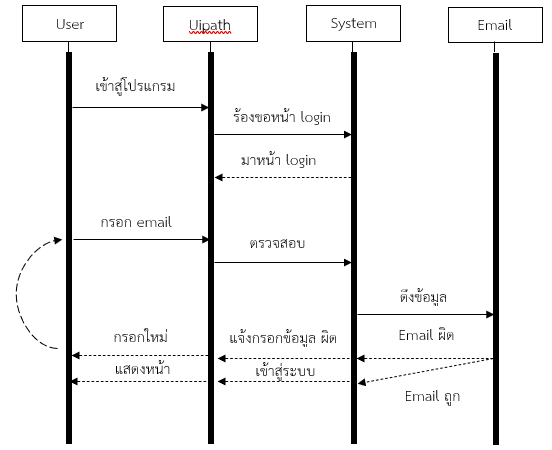 User Uipath System Email
เข้าสู่โปรแกรม
ร้องขอหน้า login
มาหน้า login
กรอก email
ตรวจสอบ
ดึงข้อมูล
กรอกใหม่ แจ้งกรอกข้อมูล ผิด Email ผิด
แสดงหน้า เข้าสู่ระบบ
Email ถูก